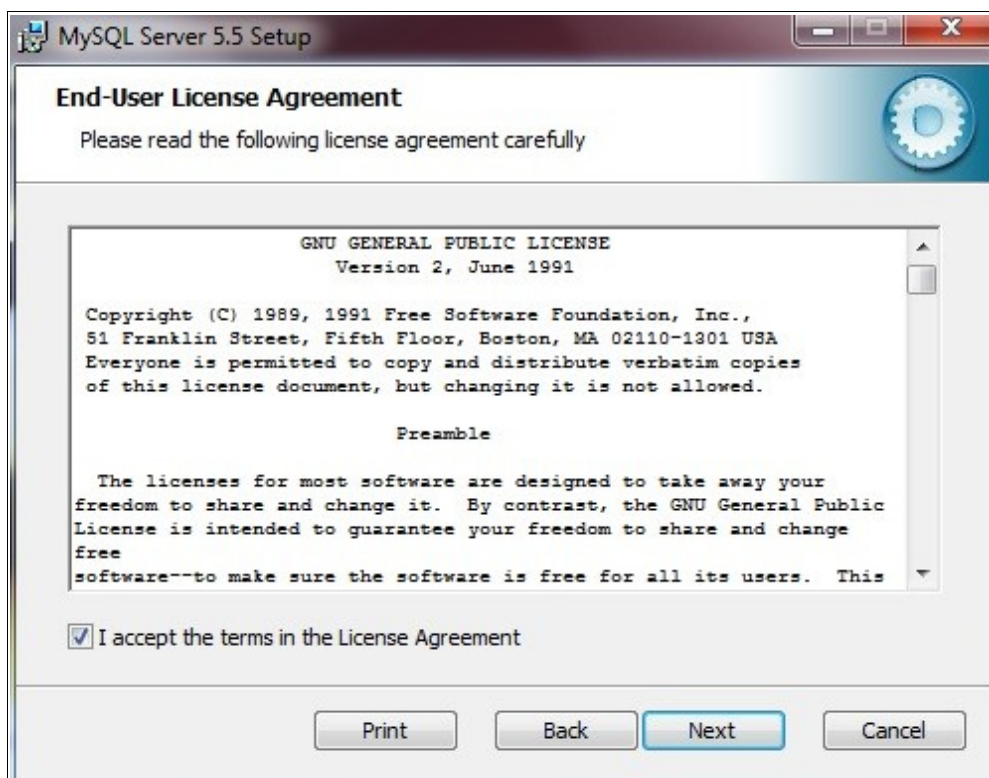 MySQL Server 5.5 Setup
End-User License Agreement
Please read the following license agreement carefully
GNU GENERAL PUBLIC LICENSE
Version 2, June 1991
Copyright (C) 1989, 1991 Free Software Foundation, Inc.,
51 Franklin Street, Fifth Floor, Boston, MA 02110-1301 USA
Everyone is permitted to copy and distribute verbatim copies
of this license document, but changing it is not allowed.
Preamble
The licenses for most software are designed to take away your
freedom to share and change it.  By contrast, the GNU General Public
License is intended to guarantee your freedom to share and change
free
software--to make sure the software is free for all its users.  This
I accept the terms in the License Agreement
Print Back Next Cancel